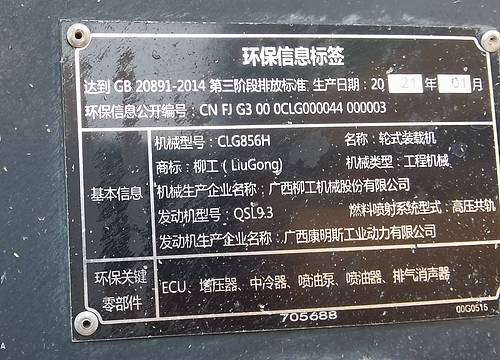 环保信息标签
达到 GB 20891-2014 第三阶段排放标准, 生产日期: 20 21 年 01 月
环保信息公开编号: CN FJ G3 00 0CLG000044 000003
机械型号: CLG856H 名称: 轮式装载机
商标: 柳工 ( LiuGong) 机械类型: 工程机械
基本信息
机械生产企业名称: 广西柳工机械股份有限公司
发动机型号: QSL9.3 燃料喷射系统型式: 高压共轨
发动机生产企业名称: 广西康明斯工业动力有限公司
环保关键
零部件
ECU、增压器、中冷器、喷油泵、喷油器、排气消声器
705688
00G0515